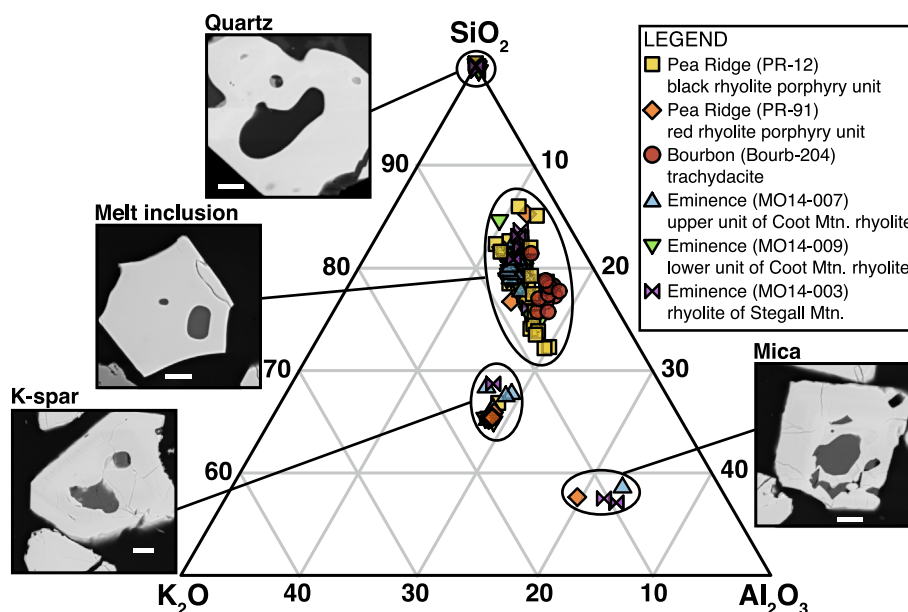 Quartz
SiO₂
LEGEND
Pea Ridge (PR-12)
black rhyolite porphyry unit
Pea Ridge (PR-91)
red rhyolite porphyry unit
Bourbon (Bourb-204)
trachydacite
Eminence (MO14-007)
upper unit of Coot Mtn. rhyolite
Eminence (MO14-009)
lower unit of Coot Mtn. rhyolite
Eminence (MO14-003)
rhyolite of Stegall Mtn.
90
10
Melt inclusion
80
20
70
30
Mica
K-spar
60
40
K₂O
40
30
20
10
Al₂O₃